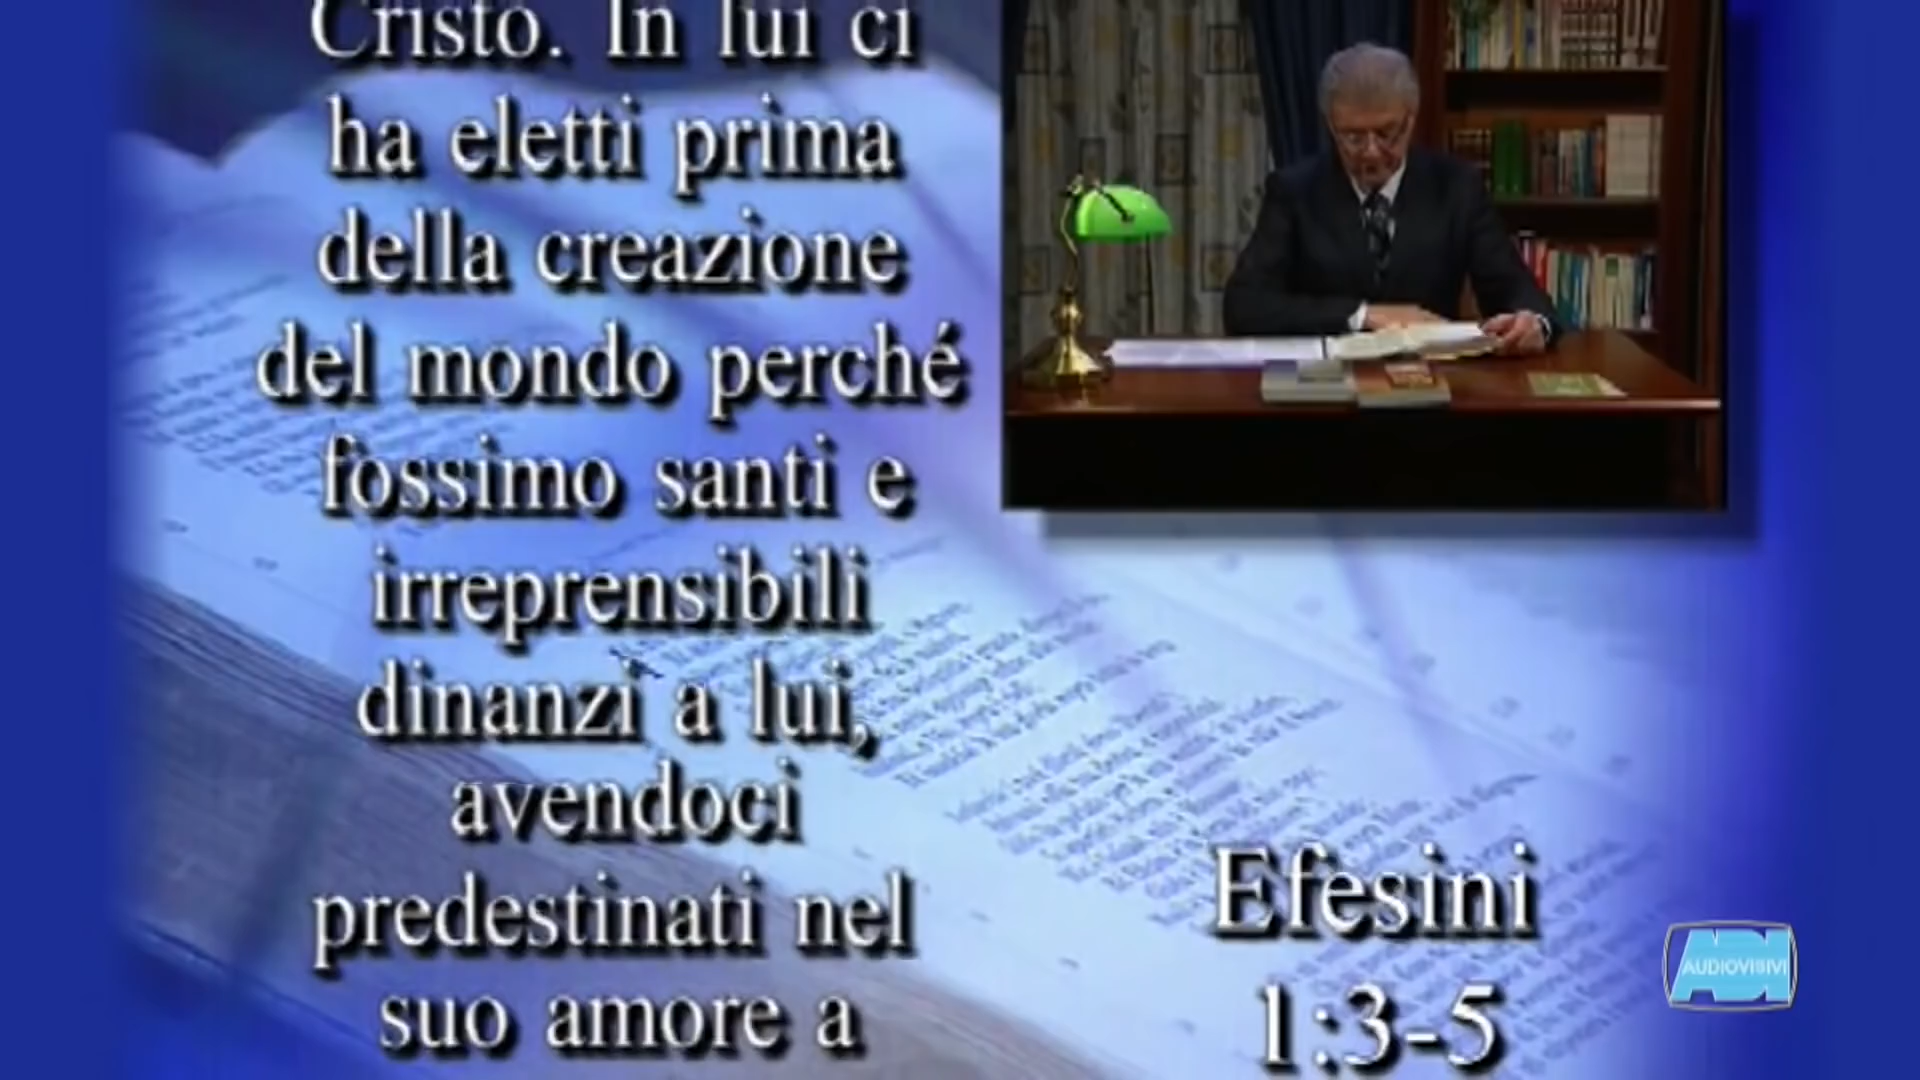 Cristo. In lui ci
ha eletti prima
della creazione
del mondo perché
fossimo santi e
irreprensibili
dinanzi a lui,
avendoci
predestinati nel
suo amore a
Efesini
1:3-5
ADI
AUDIOVISIVI